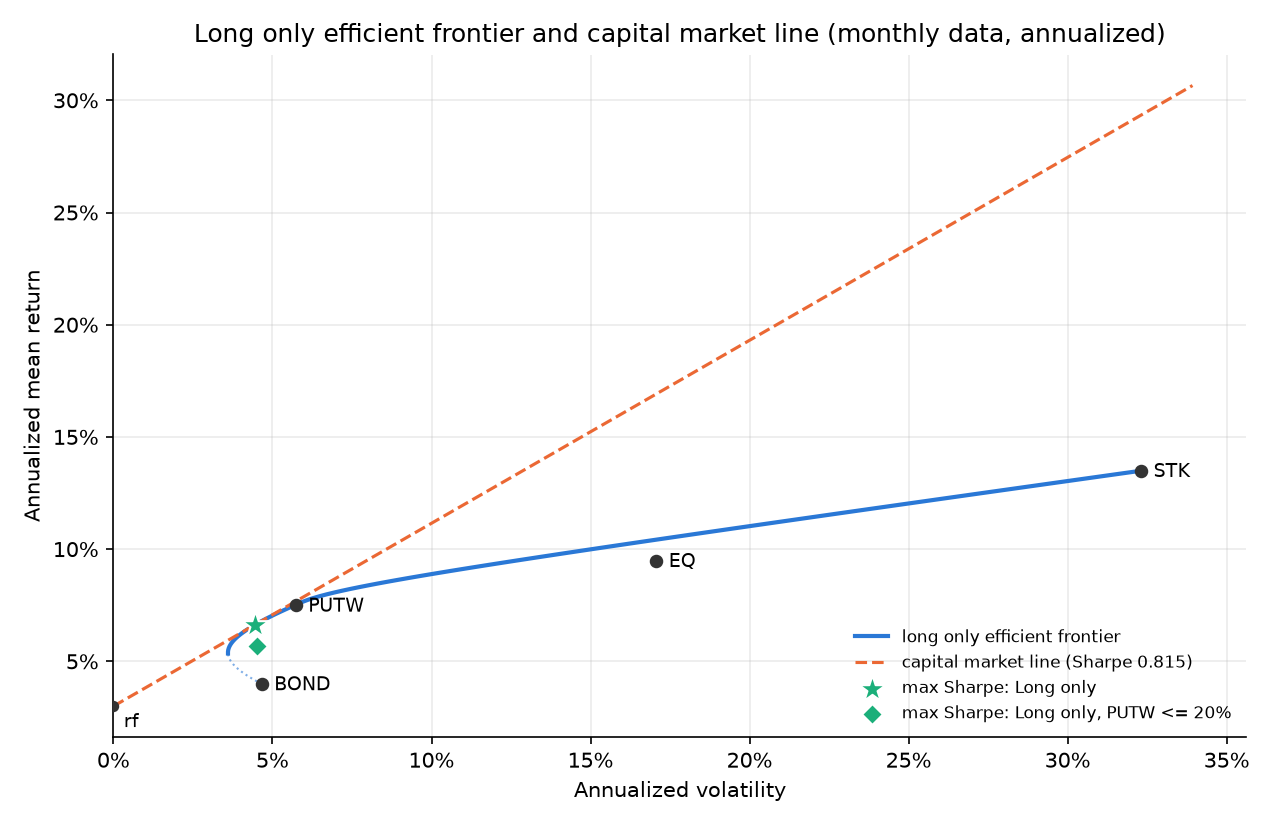 Long only efficient frontier and capital market line (monthly data, annualized)
Annualized mean return
30%
25%
20%
15%
10%
5%
STK
EQ
PUTW
BOND
rf
long only efficient frontier
capital market line (Sharpe 0.815)
max Sharpe: Long only
max Sharpe: Long only, PUTW <= 20%
0% 5% 10% 15% 20% 25% 30% 35%
Annualized volatility